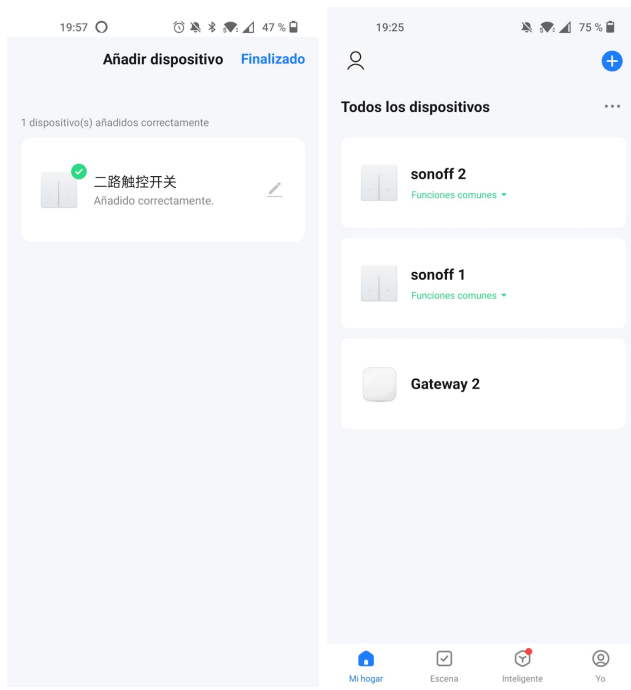 19:57
47 %
Añadir dispositivo
Finalizado
1 dispositivo(s) añadidos correctamente
二路触控开关
Añadido correctamente.
19:25
75 %
Todos los dispositivos
sonoff 2
Funciones comunes
sonoff 1
Funciones comunes
Gateway 2
Mi hogar
Escena
Inteligente
Yo